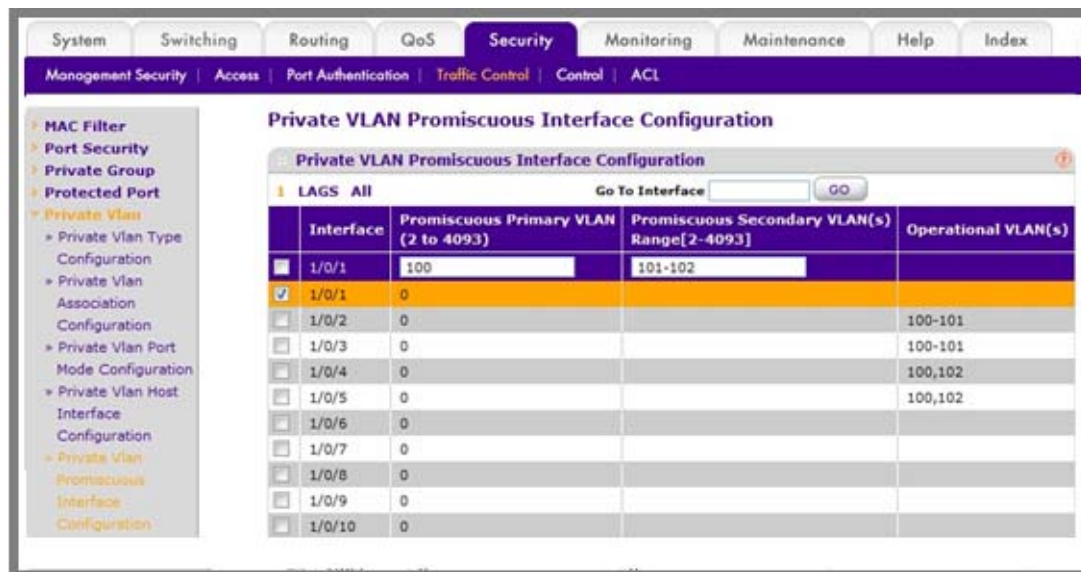 System Switching Routing QoS Security Monitoring Maintenance Help Index
Management Security | Access | Port Authentication | Traffic Control | Control | ACL
MAC Filter
Port Security
Private Group
Protected Port
Private Vlan
» Private Vlan Type
Configuration
» Private Vlan
Association
Configuration
» Private Vlan Port
Mode Configuration
» Private Vlan Host
Interface
Configuration
» Private Vlan
Promiscuous
Interface
Configuration
Private VLAN Promiscuous Interface Configuration
Private VLAN Promiscuous Interface Configuration
1 LAGS All Go To Interface GO
Interface Promiscuous Primary VLAN (2 to 4093) Promiscuous Secondary VLAN(s) Range[2-4093] Operational VLAN(s)
1/0/1 100 101-102
1/0/1 0
1/0/2 0 100-101
1/0/3 0 100-101
1/0/4 0 100,102
1/0/5 0 100,102
1/0/6 0
1/0/7 0
1/0/8 0
1/0/9 0
1/0/10 0